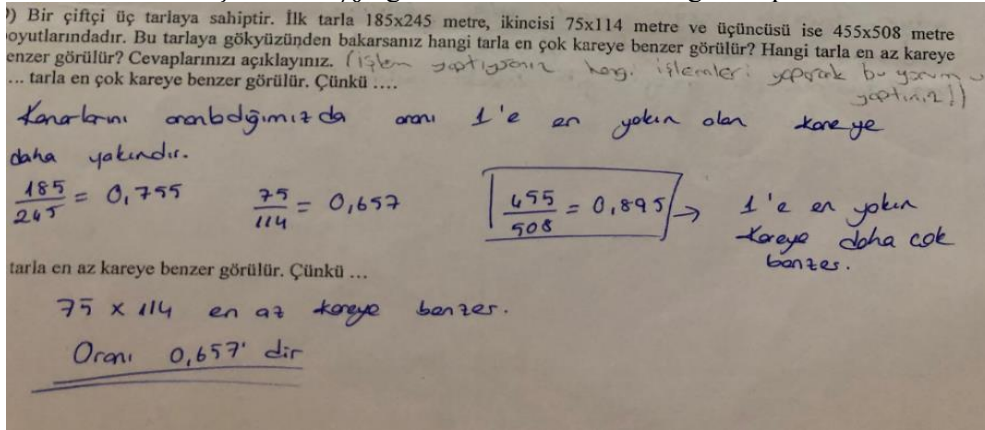 ?) Bir çiftçi üç tarlaya sahiptir. İlk tarla 185x245 metre, ikincisi 75x114 metre ve üçüncüsü ise 455x508 metre
boyutlarındadır. Bu tarlaya gökyüzünden bakarsanız hangi tarla en çok kareye benzer görülür? Hangi tarla en az kareye
enzer görülür? Cevaplarınızı açıklayınız. (işlem yaptıysanız hangi işlemleri yaparak bu yorumu
yaptınız))
... tarla en çok kareye benzer görülür. Çünkü ....
Kenarlarını oranladığımızda oranı 1'e en yakın olan kareye
daha yakındır.
185/245 = 0,755 75/114 = 0,657 455/508 = 0,895 → 1'e en yakın
Kareye daha çok
benzer.
tarla en az kareye benzer görülür. Çünkü ...
75 x 114 en az kareye benzer.
Oranı 0,657' dir